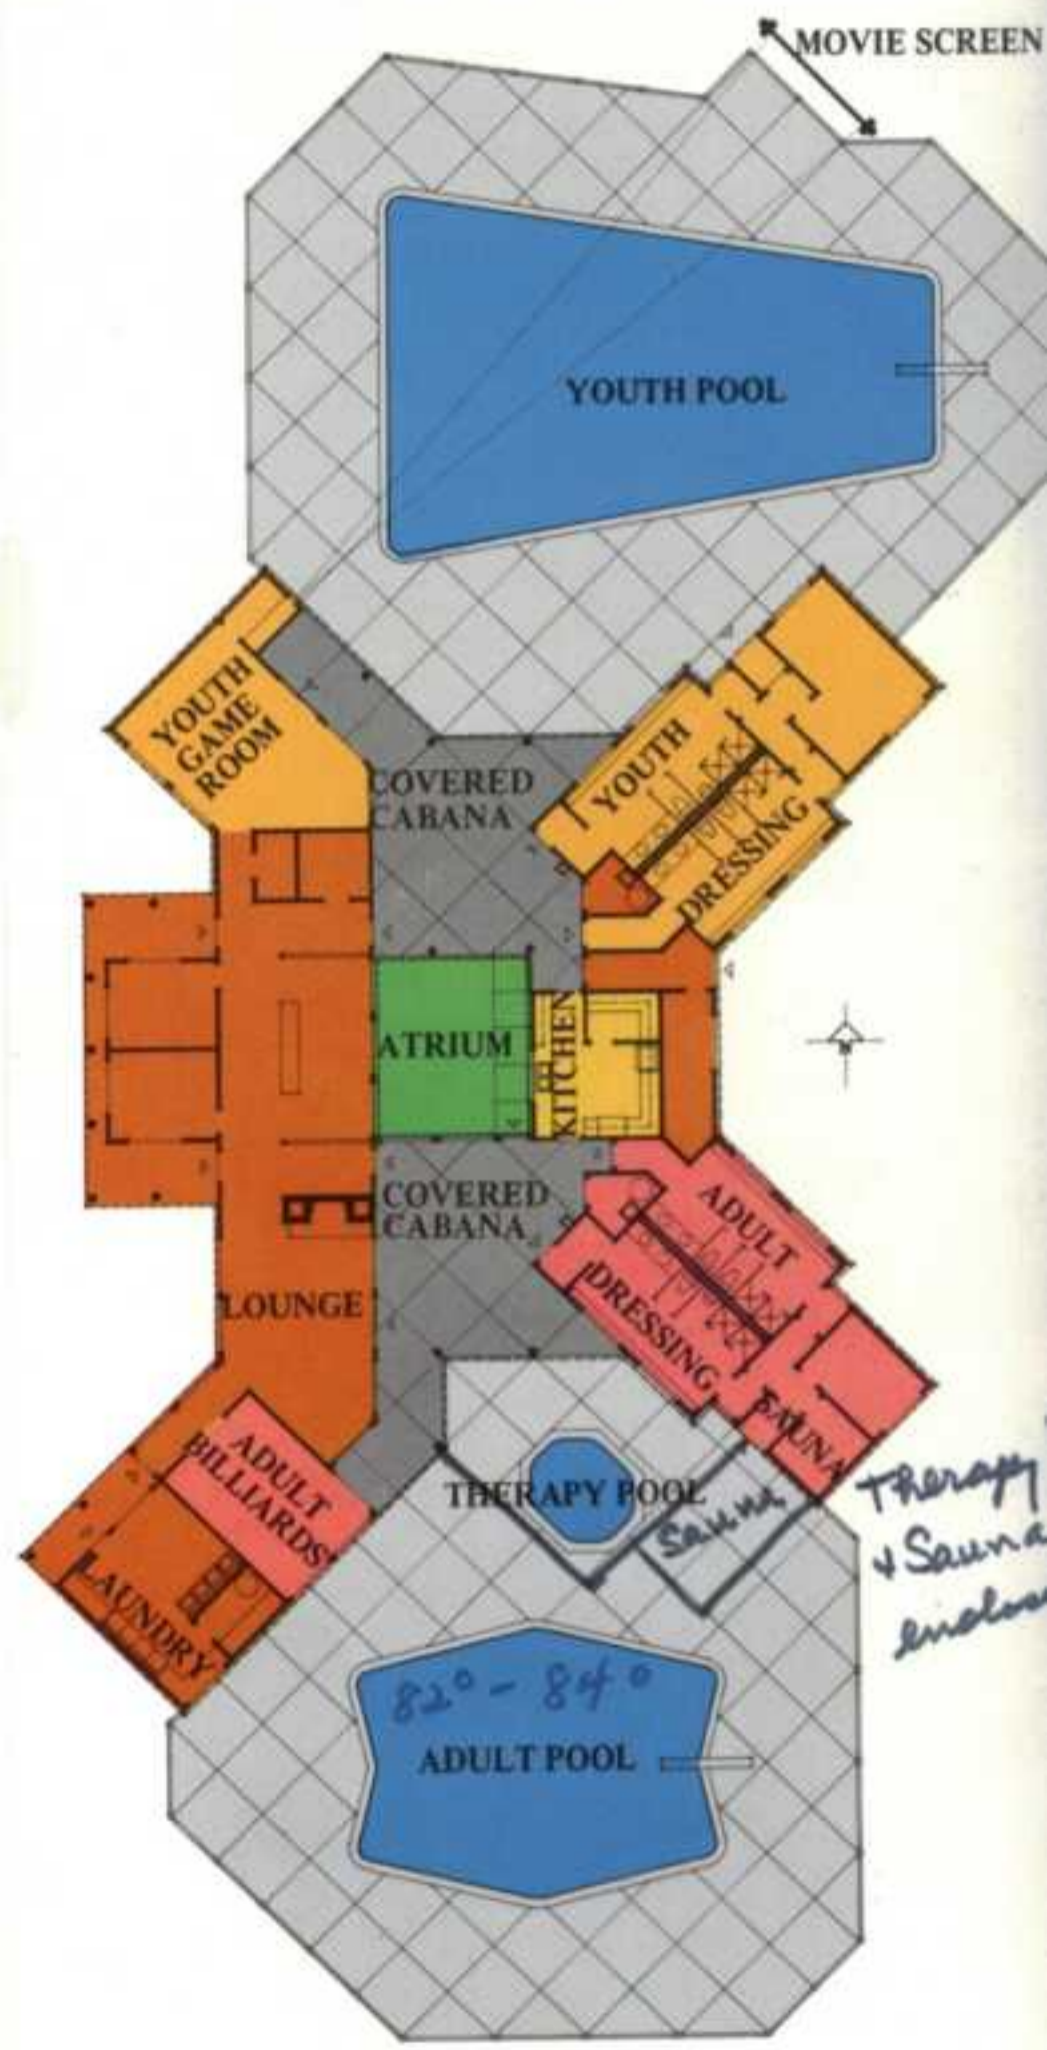 MOVIE SCREEN
YOUTH POOL
YOUTH
GAME
ROOM
COVERED
CABANA
YOUTH
DRESSING
ATRIUM
KITCHEN
N
COVERED
CABANA
ADULT
DRESSING
LOUNGE
SAUNA
ADULT
BILLIARDS
THERAPY POOL
Sauna
Therapy
& Sauna
LAUNDRY
82° - 84°
ADULT POOL